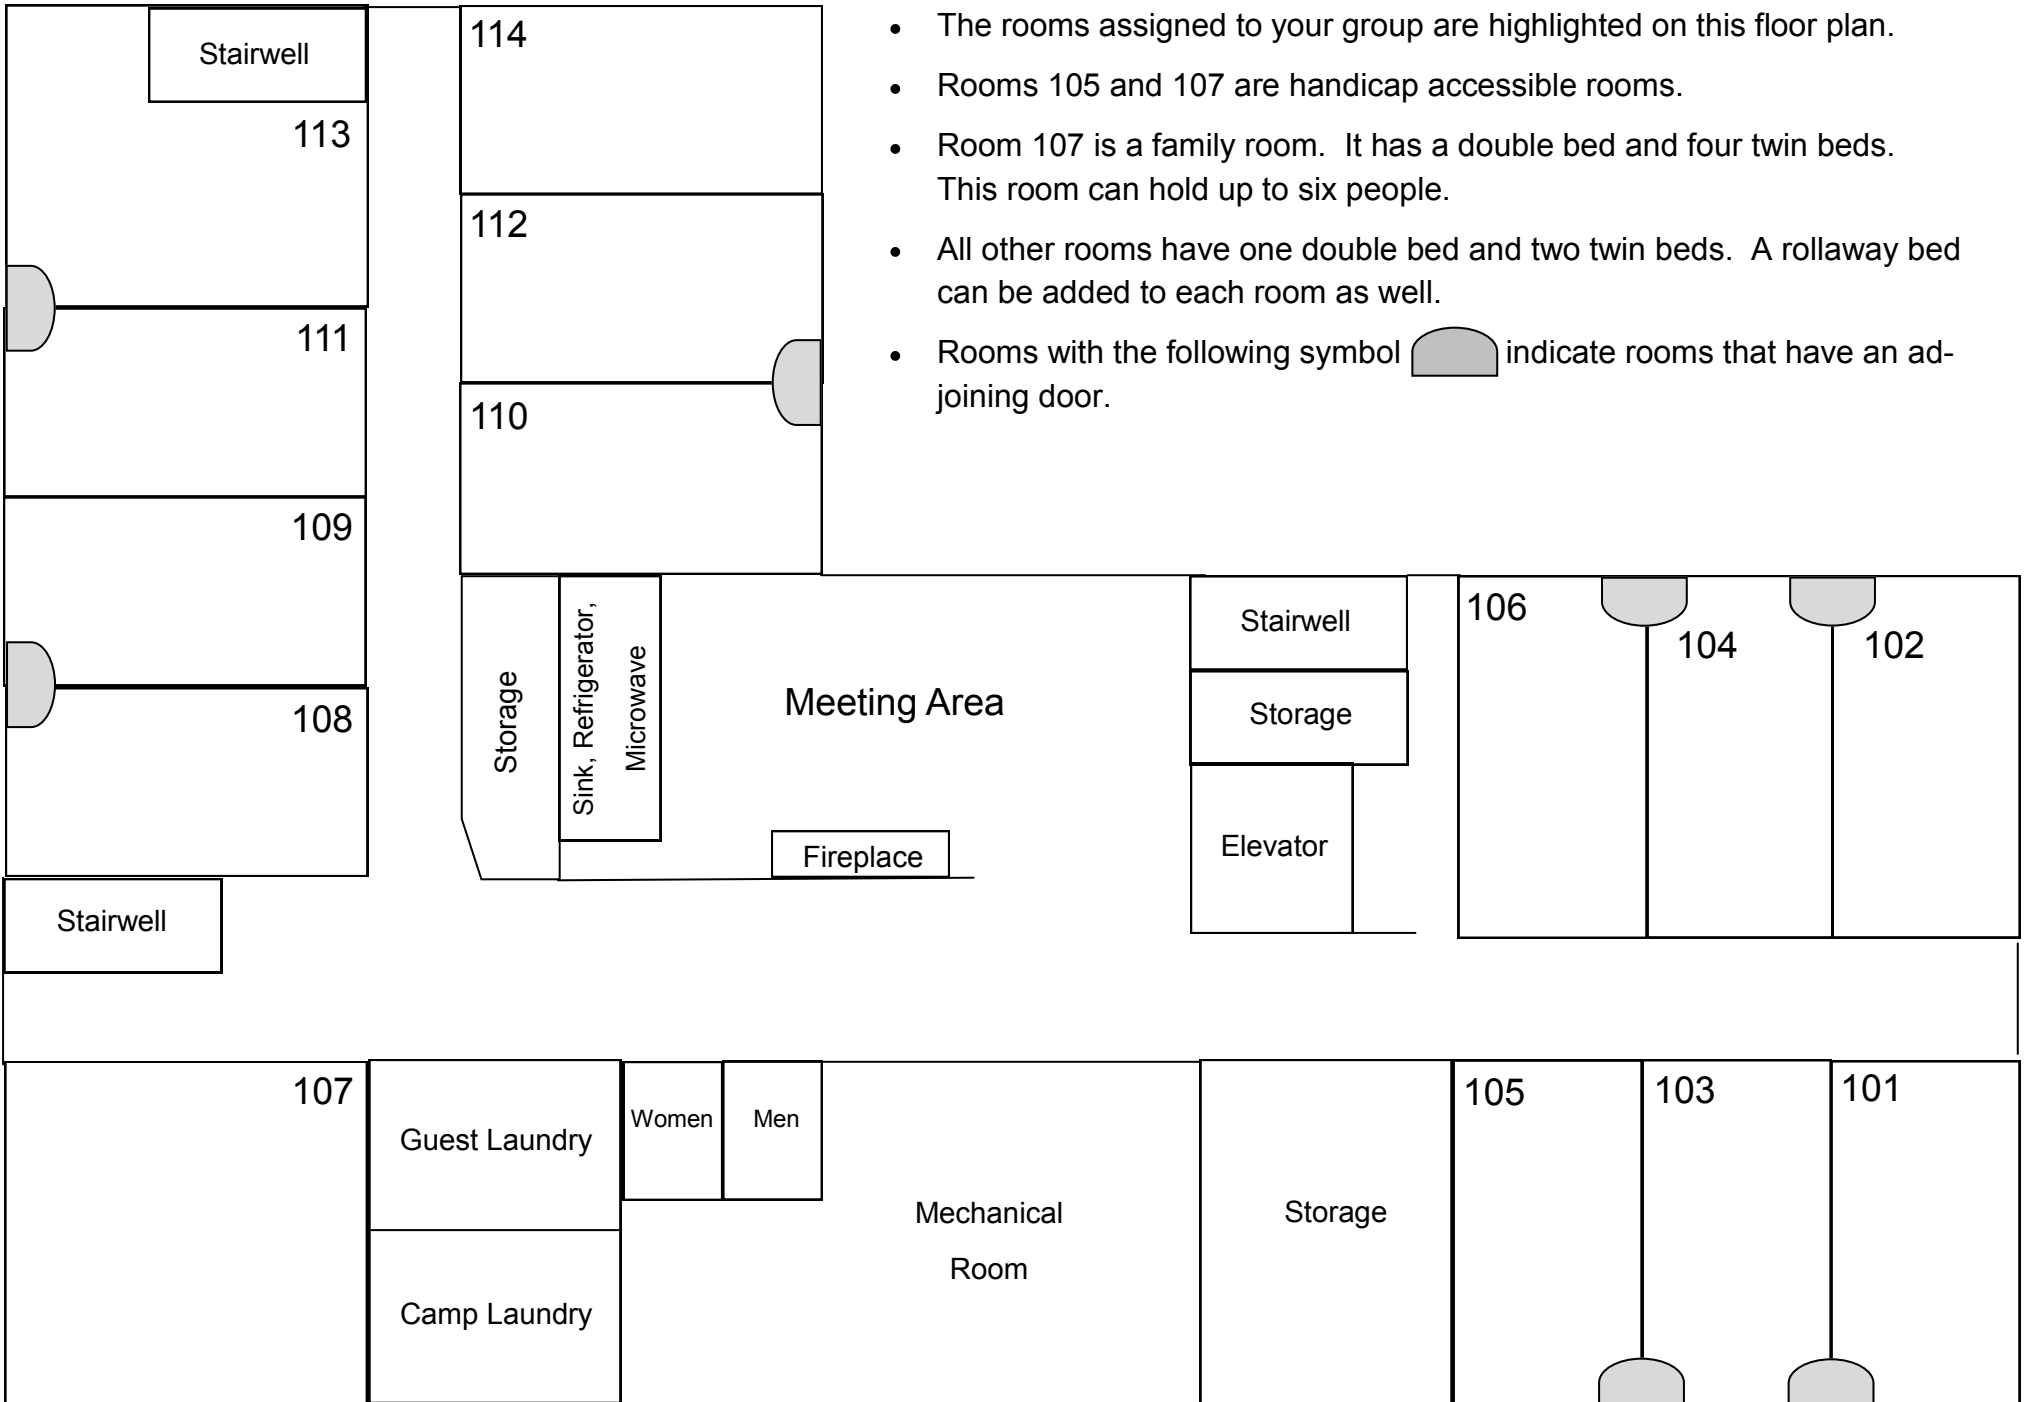 Stairwell
113
111
109
108
Stairwell
114
112
110
• The rooms assigned to your group are highlighted on this floor plan.
• Rooms 105 and 107 are handicap accessible rooms.
• Room 107 is a family room.  It has a double bed and four twin beds.
This room can hold up to six people.
• All other rooms have one double bed and two twin beds.  A rollaway bed
can be added to each room as well.
• Rooms with the following symbol indicate rooms that have an ad-
joining door.
Storage
Sink, Refrigerator,
Microwave
Meeting Area
Fireplace
Stairwell
Storage
Elevator
106
104
102
107
Guest Laundry
Camp Laundry
Women
Men
Mechanical
Room
Storage
105
103
101